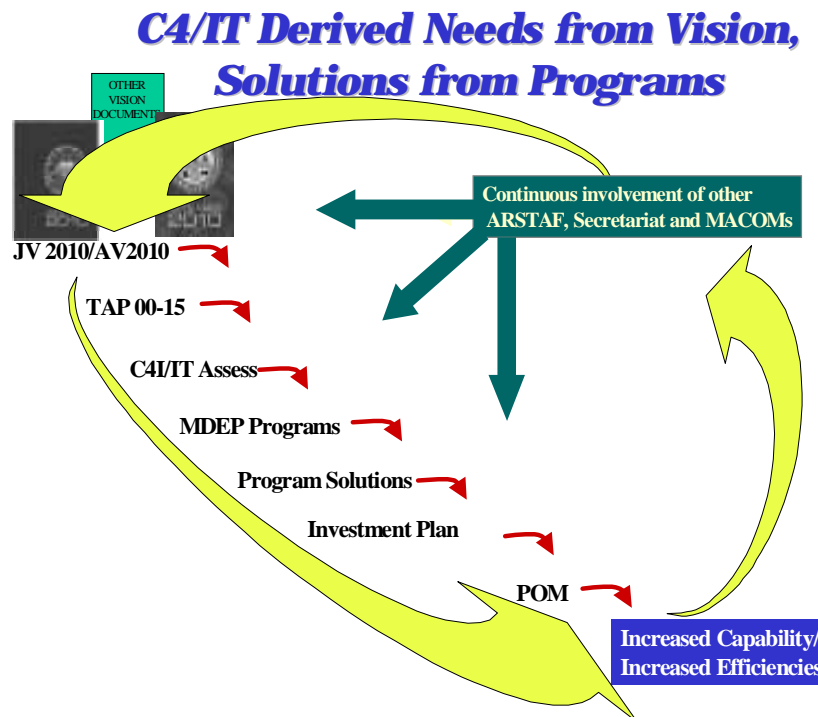 C4/IT Derived Needs from Vision,
Solutions from Programs
OTHER
VISION
DOCUMENTS
2010
Continuous involvement of other
ARSTAF, Secretariat and MACOMs
JV 2010/AV2010
TAP 00-15
C4I/IT Assess
MDEP Programs
Program Solutions
Investment Plan
POM
Increased Capability/
Increased Efficiencies